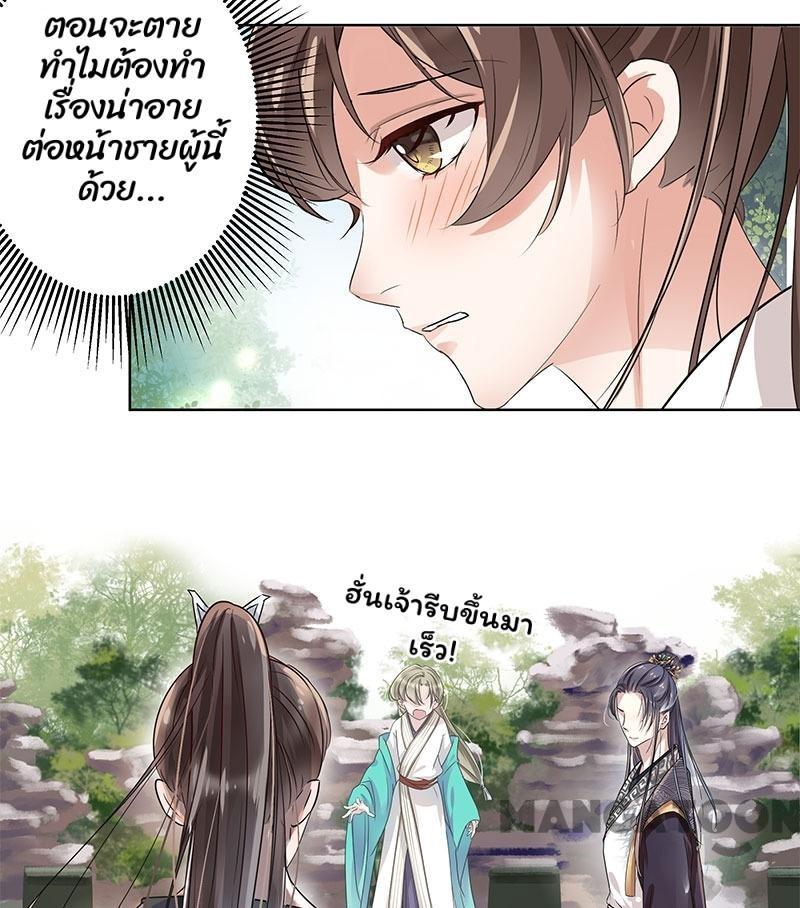 ตอนจะตาย
ทำไมต้องทำ
เรื่องน่าอาย
ต่อหน้าชายผู้นี้
ด้วย...
ฮั่นเจ้ารีบขึ้นมา
เร็ว!
MANGATOON